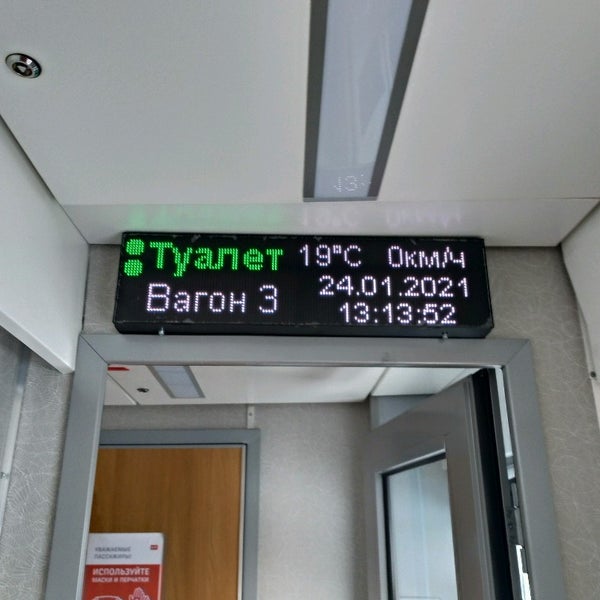 Туалет 19°C 0км/ч
Вагон 3 24.01.2021
13:13:52
УВАЖАЕМЫЕ
ПАССАЖИРЫ!
ИСПОЛЬЗУЙТЕ
МАСКИ И ПЕРЧАТКИ